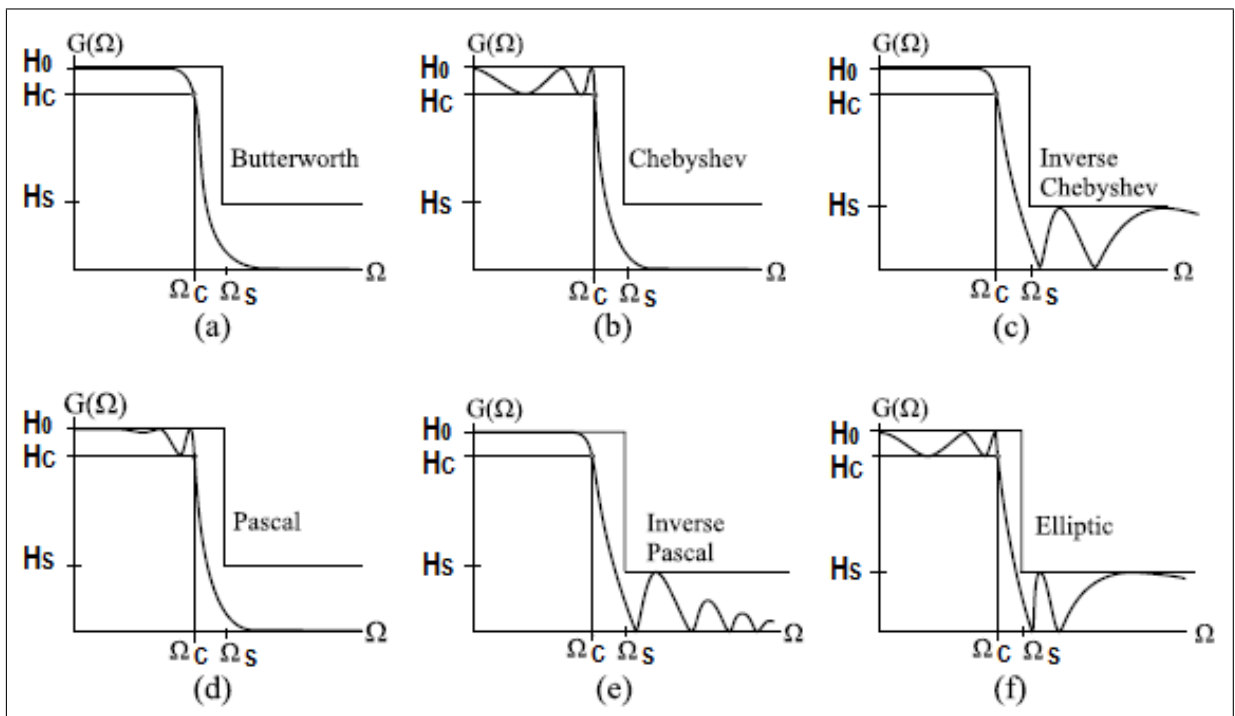 G(Ω)
H0
HC
HS
Butterworth
Ω
ΩC ΩS
(a)
G(Ω)
H0
HC
HS
Chebyshev
Ω
ΩC ΩS
(b)
G(Ω)
H0
HC
HS
Inverse
Chebyshev
Ω
ΩC ΩS
(c)
G(Ω)
H0
HC
HS
Pascal
Ω
ΩC ΩS
(d)
G(Ω)
H0
HC
HS
Inverse
Pascal
Ω
ΩC ΩS
(e)
G(Ω)
H0
HC
HS
Elliptic
Ω
ΩC ΩS
(f)